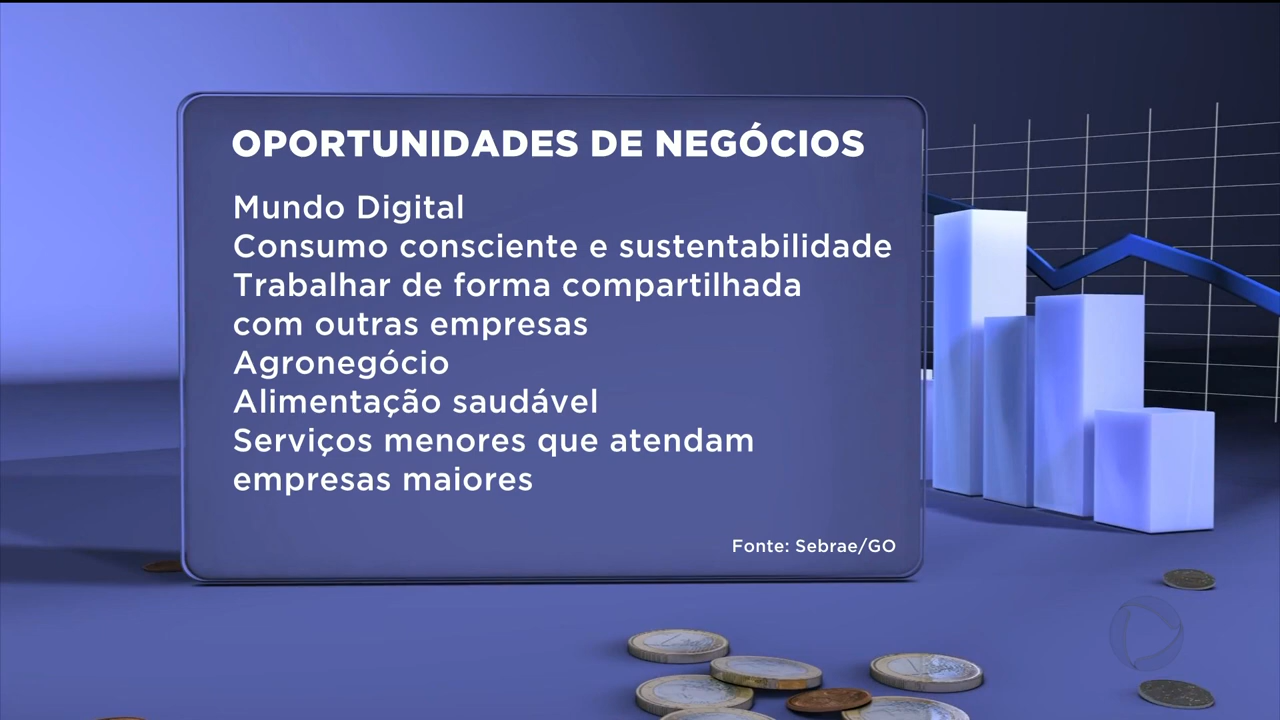 OPORTUNIDADES DE NEGÓCIOS
Mundo Digital
Consumo consciente e sustentabilidade
Trabalhar de forma compartilhada
com outras empresas
Agronegócio
Alimentação saudável
Serviços menores que atendam
empresas maiores
Fonte: Sebrae/GO